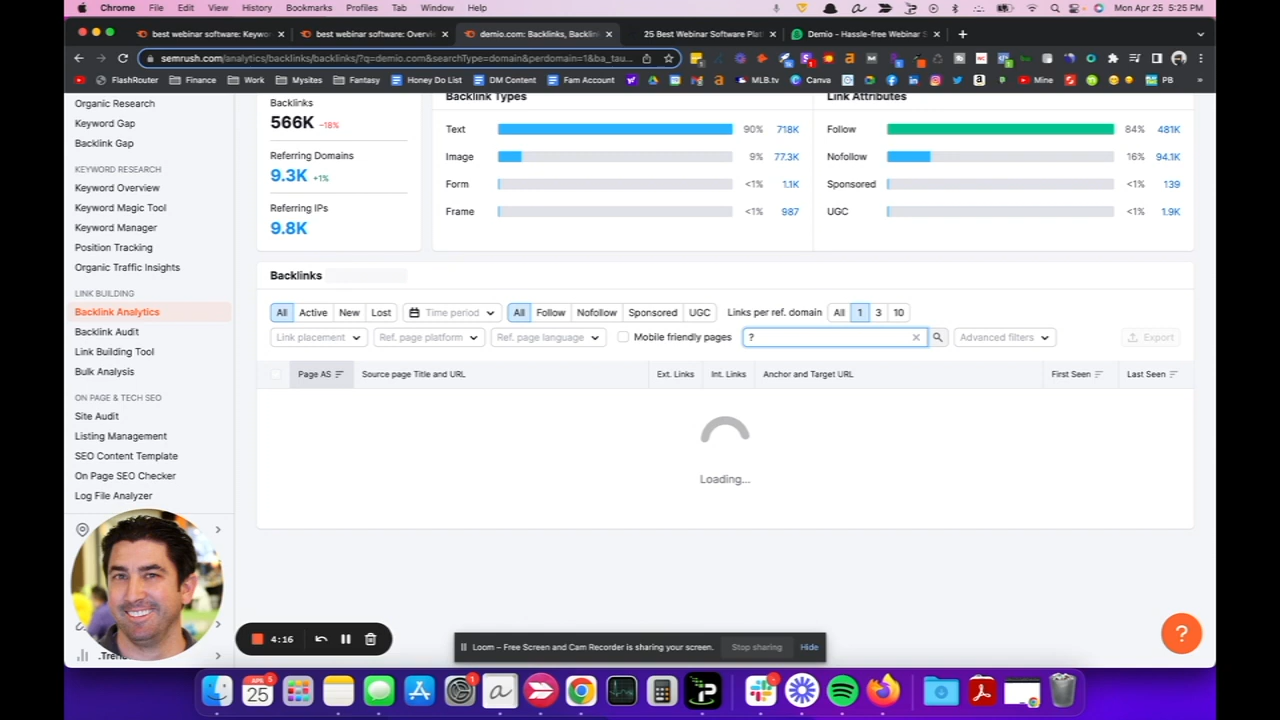 Chrome File Edit View History Bookmarks Profiles Tab Window Help Mon Apr 25 5:25 PM
best webinar software: Keywo best webinar software: Overvi demio.com: Backlinks, Backlin 25 Best Webinar Software Pla Demio - Hassle-free Webinar S
semrush.com/analytics/backlinks/backlinks/?q=demio.com&searchType=domain&perdomain=1&ba_tau...
FlashRouter Finance Work Mysites Fantasy Honey Do List DM Content Fam Account MLB.tv Canva Mine PB
Organic Research
Keyword Gap
Backlink Gap
KEYWORD RESEARCH
Keyword Overview
Keyword Magic Tool
Keyword Manager
Position Tracking
Organic Traffic Insights
LINK BUILDING
Backlink Analytics
Backlink Audit
Link Building Tool
Bulk Analysis
ON PAGE & TECH SEO
Site Audit
Listing Management
SEO Content Template
On Page SEO Checker
Log File Analyzer
.Trend
Backlinks
566K -18%
Referring Domains
9.3K +1%
Referring IPs
9.8K
Backlink Types
Text 90% 718K
Image 9% 77.3K
Form <1% 1.1K
Frame <1% 987
Link Attributes
Follow 84% 481K
Nofollow 16% 94.1K
Sponsored <1% 139
UGC <1% 1.9K
Backlinks
All Active New Lost Time period All Follow Nofollow Sponsored UGC Links per ref. domain All 1 3 10
Link placement Ref. page platform Ref. page language Mobile friendly pages ? Advanced filters Export
Page AS Source page Title and URL Ext. Links Int. Links Anchor and Target URL First Seen Last Seen
Loading...
4:16
Loom – Free Screen and Cam Recorder is sharing your screen. Stop sharing Hide
?
APR
25